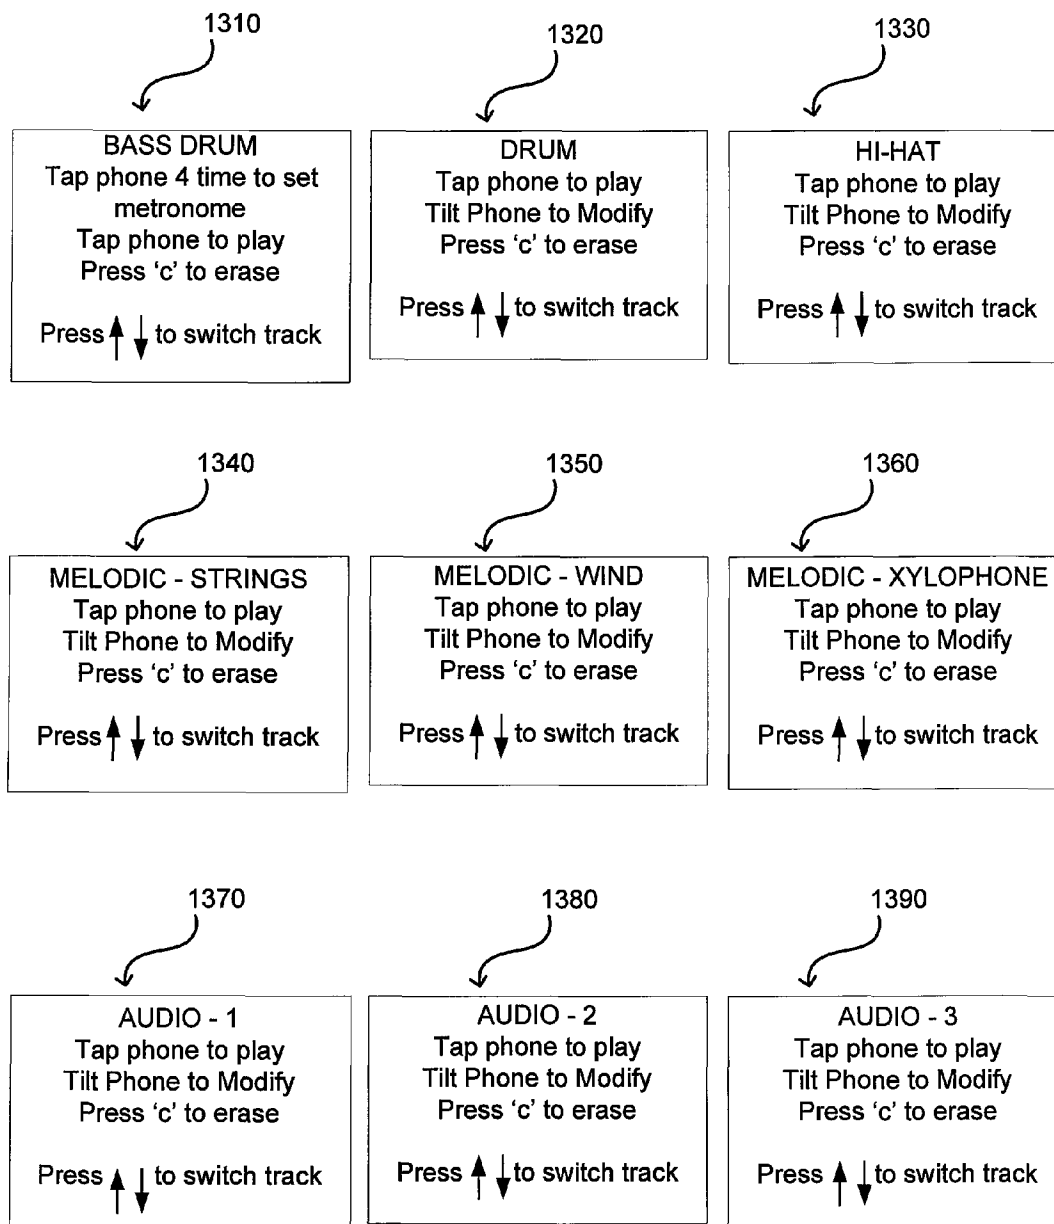 1310
1320
1330
BASS DRUM
Tap phone 4 time to set
metronome
Tap phone to play
Press ‘c’ to erase
Press ↑ ↓ to switch track
DRUM
Tap phone to play
Tilt Phone to Modify
Press ‘c’ to erase
Press ↑ ↓ to switch track
HI-HAT
Tap phone to play
Tilt Phone to Modify
Press ‘c’ to erase
Press ↑ ↓ to switch track
1340
1350
1360
MELODIC - STRINGS
Tap phone to play
Tilt Phone to Modify
Press ‘c’ to erase
Press ↑ ↓ to switch track
MELODIC - WIND
Tap phone to play
Tilt Phone to Modify
Press ‘c’ to erase
Press ↑ ↓ to switch track
MELODIC - XYLOPHONE
Tap phone to play
Tilt Phone to Modify
Press ‘c’ to erase
Press ↑ ↓ to switch track
1370
1380
1390
AUDIO - 1
Tap phone to play
Tilt Phone to Modify
Press ‘c’ to erase
Press ↑ ↓ to switch track
AUDIO - 2
Tap phone to play
Tilt Phone to Modify
Press ‘c’ to erase
Press ↑ ↓ to switch track
AUDIO - 3
Tap phone to play
Tilt Phone to Modify
Press ‘c’ to erase
Press ↑ ↓ to switch track